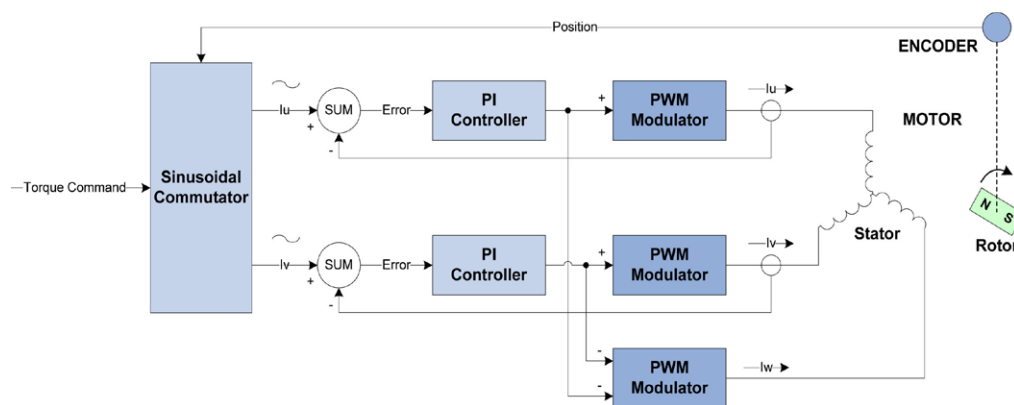 Position
ENCODER
Iu
+
SUM
-
Error
PI
Controller
+
PWM
Modulator
Iu
MOTOR
Torque Command
Sinusoidal
Commutator
N S
Rotor
Stator
Iv
+
SUM
-
Error
PI
Controller
+
PWM
Modulator
Iv
-
-
PWM
Modulator
Iw